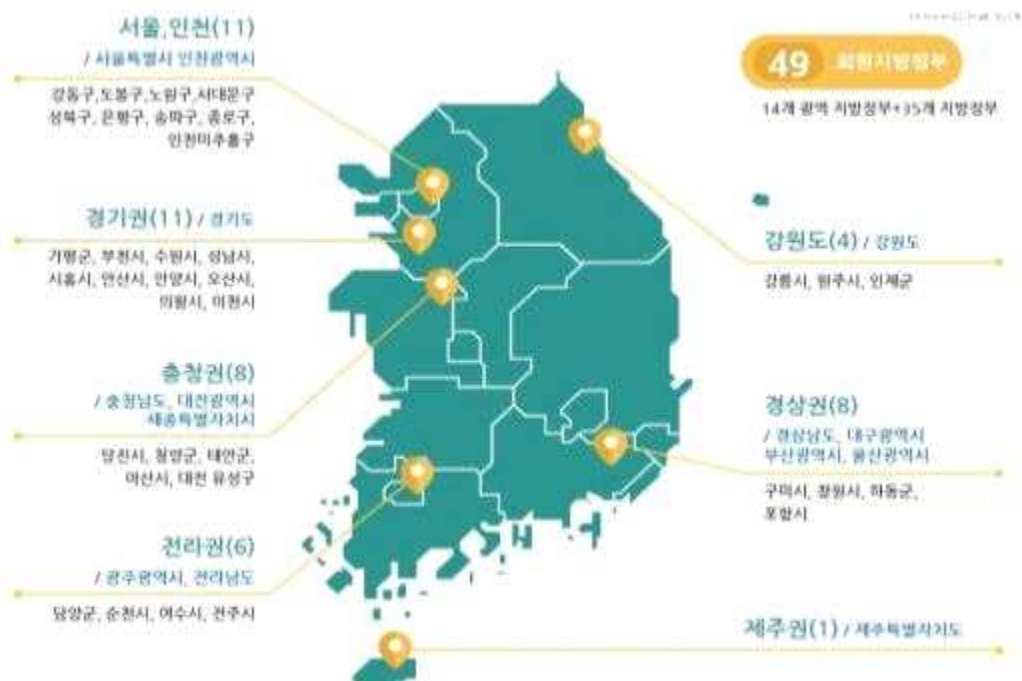 서울,인천(11)
/ 서울특별시 인천광역시
강동구,도봉구,노원구,서대문구
성북구, 은평구, 송파구, 종로구,
인천미추홀구
49 회원지방정부
14개 광역 지방정부+35개 지방정부
경기권(11) / 경기도
가평군, 부천시, 수원시, 성남시,
시흥시, 안산시, 안양시, 오산시,
의왕시, 이천시
강원도(4) / 강원도
강릉시, 원주시, 인제군
충청권(8)
/ 충청남도, 대전광역시
세종특별자치시
당진시, 청양군, 태안군,
아산시, 대전 유성구
경상권(8)
/ 경상남도, 대구광역시
부산광역시, 울산광역시
구미시, 창원시, 하동군,
포항시
전라권(6)
/ 광주광역시, 전라남도
담양군, 순천시, 여수시, 전주시
제주권(1) / 제주특별자치도